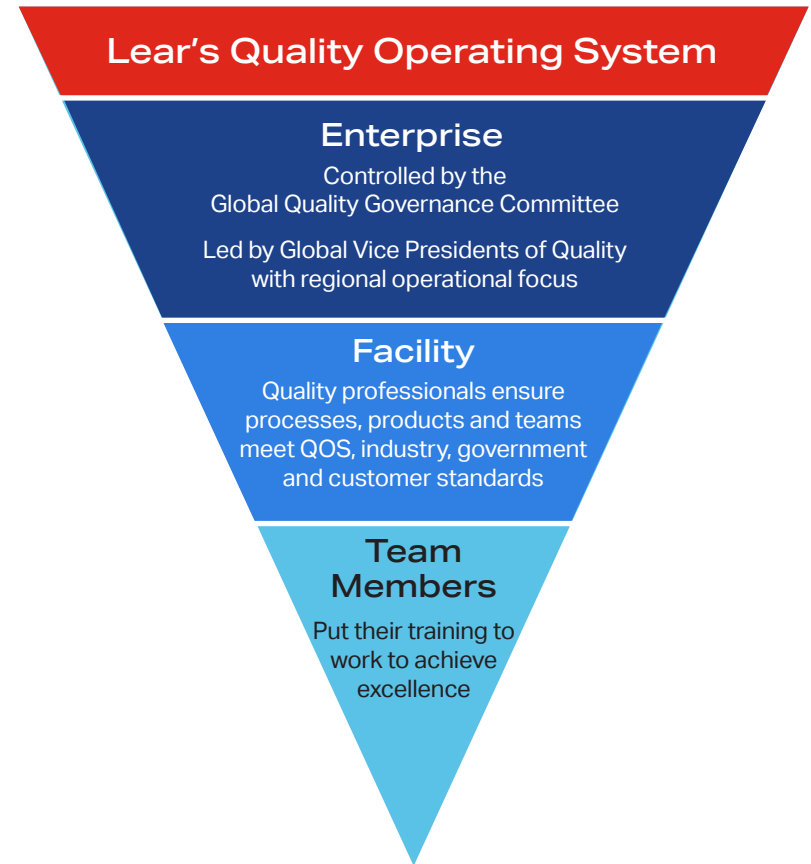 Lear’s Quality Operating System
Enterprise
Controlled by the
Global Quality Governance Committee
Led by Global Vice Presidents of Quality
with regional operational focus
Facility
Quality professionals ensure
processes, products and teams
meet QOS, industry, government
and customer standards
Team
Members
Put their training to
work to achieve
excellence